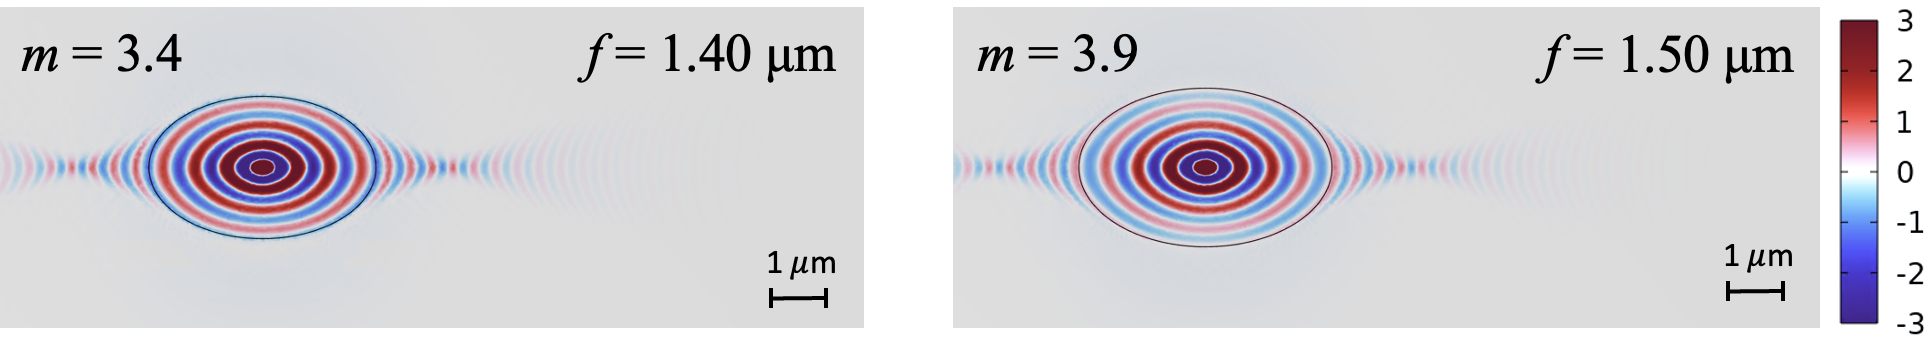 m = 3.4
f = 1.40 μm
1 μm
m = 3.9
f = 1.50 μm
1 μm
3
2
1
0
-1
-2
-3